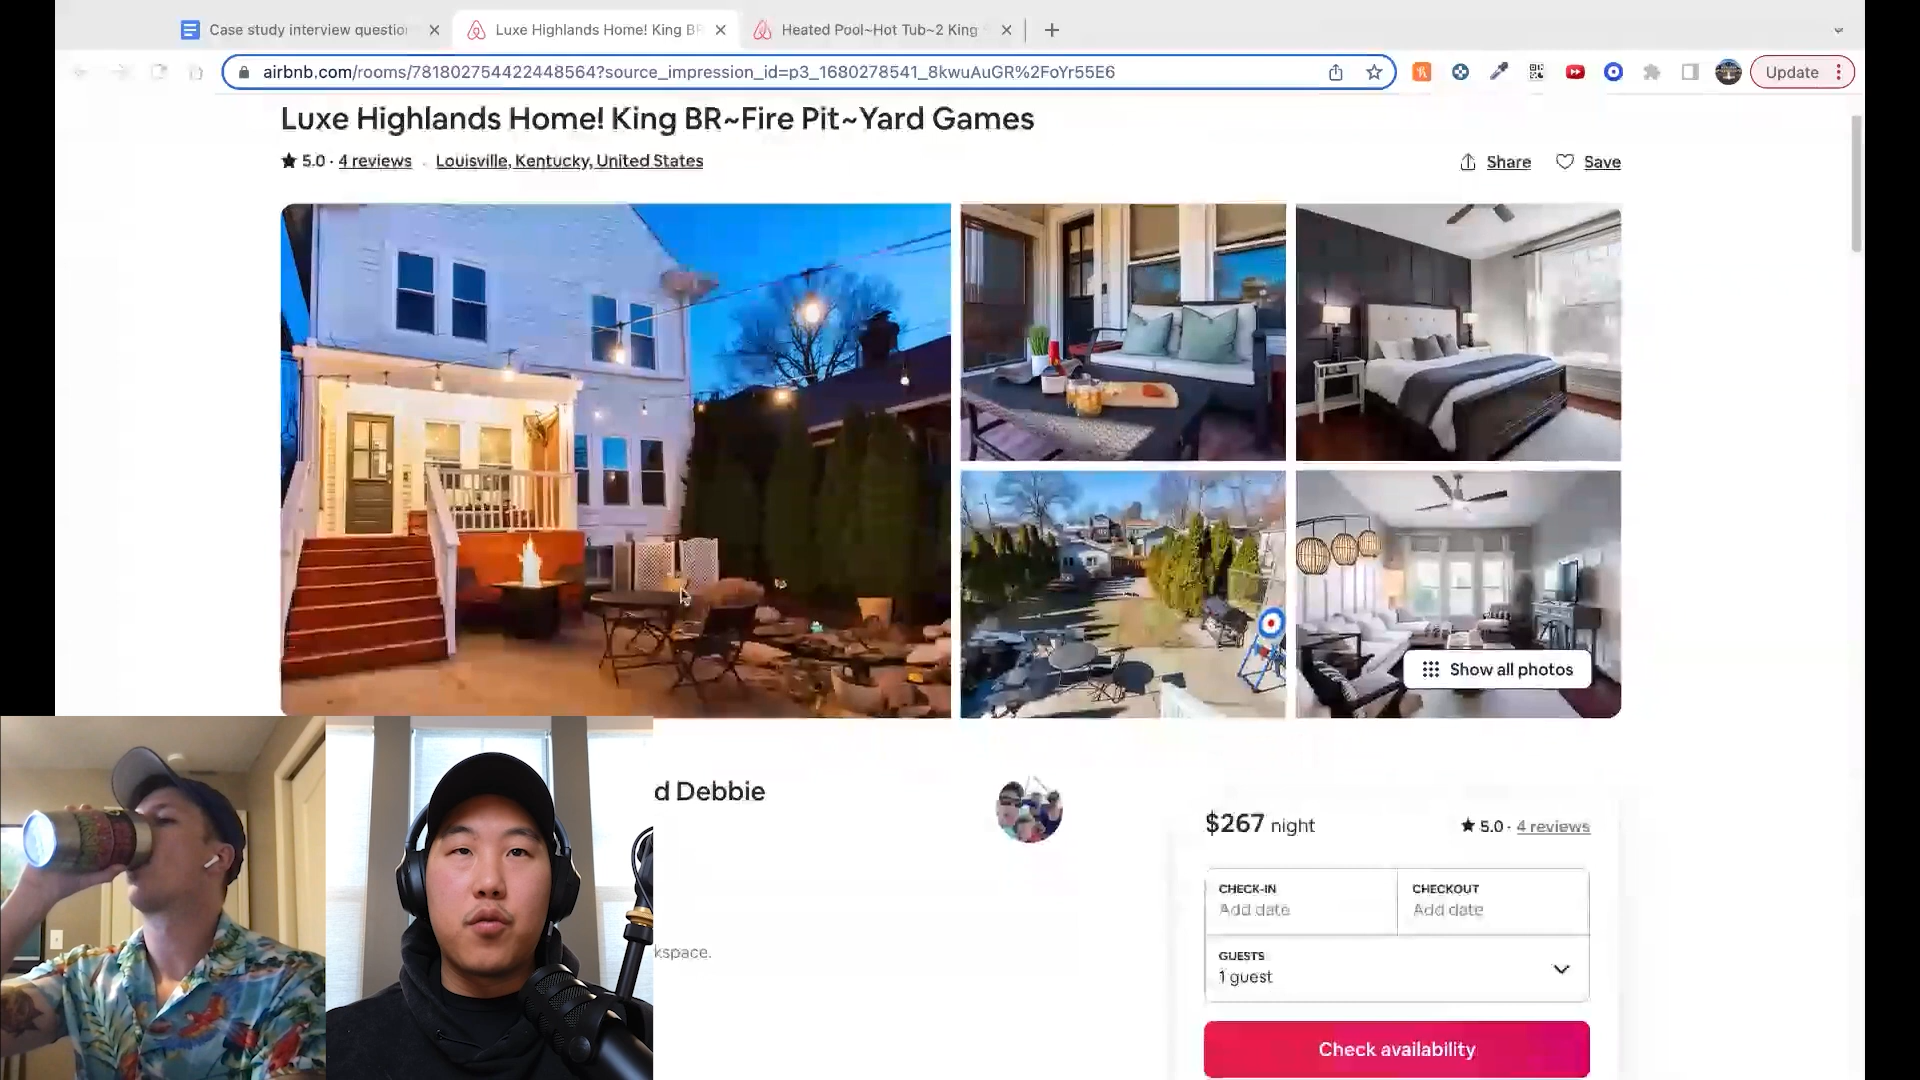 Case study interview questio
Luxe Highlands Home! King BR
Heated Pool~Hot Tub~2 King
airbnb.com/rooms/781802754422448564?source_impression_id=p3_1680278541_8kwuAuGR%2FoYr55E6
Update
Luxe Highlands Home! King BR~Fire Pit~Yard Games
5.0 · 4 reviews · Louisville, Kentucky, United States
Share
Save
Show all photos
d Debbie
kspace.
$267 night
5.0 · 4 reviews
CHECK-IN
Add date
CHECKOUT
Add date
GUESTS
1 guest
Check availability